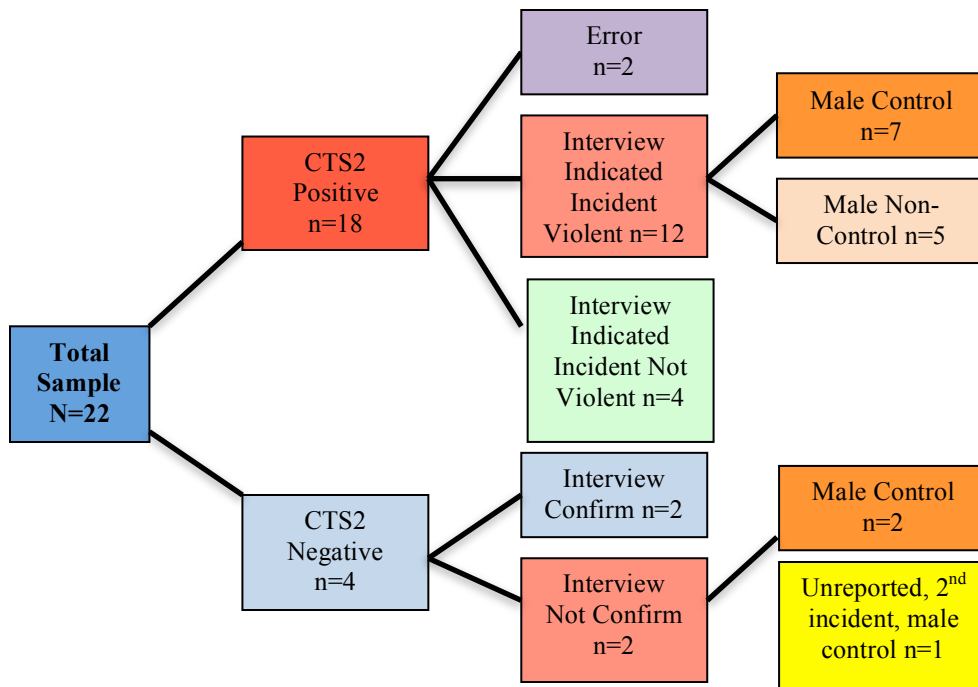 Total
Sample
N=22
CTS2
Positive
n=18
Error
n=2
Interview
Indicated
Incident
Violent n=12
Male Control
n=7
Male Non-
Control n=5
Interview
Indicated
Incident Not
Violent n=4
CTS2
Negative
n=4
Interview
Confirm n=2
Interview
Not Confirm
n=2
Male Control
n=2
Unreported, 2nd
incident, male
control n=1